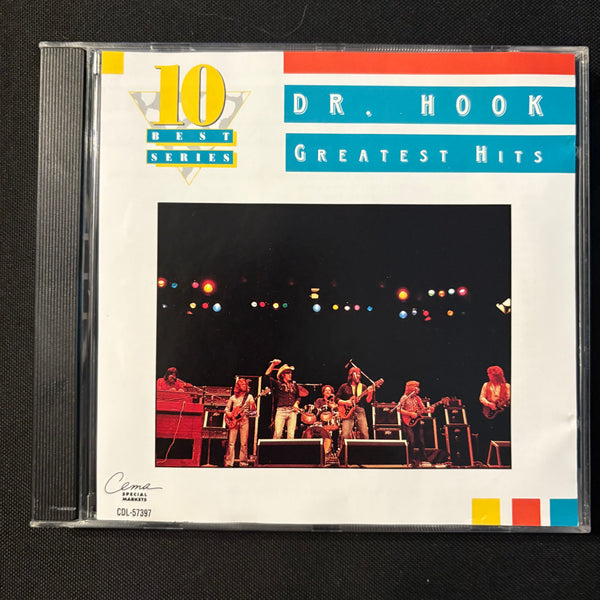 10
BEST
SERIES
DR. HOOK
GREATEST HITS
Cema
SPECIAL
MARKETS
CDL-57397